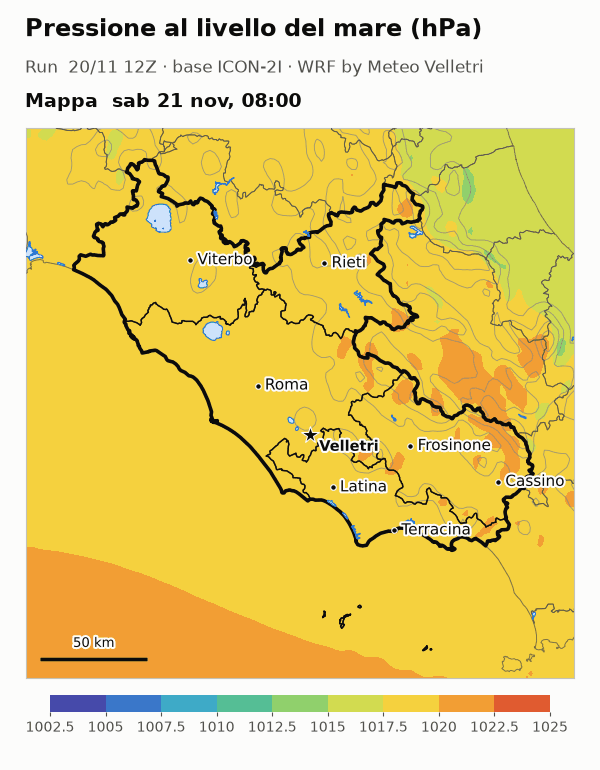 Pressione al livello del mare (hPa)
Run  20/11 12Z · base ICON-2I · WRF by Meteo Velletri
Mappa  sab 21 nov, 08:00
Viterbo
Rieti
Roma
Velletri
Frosinone
Latina
Cassino
Terracina
50 km
1002.5 1005 1007.5 1010 1012.5 1015 1017.5 1020 1022.5 1025